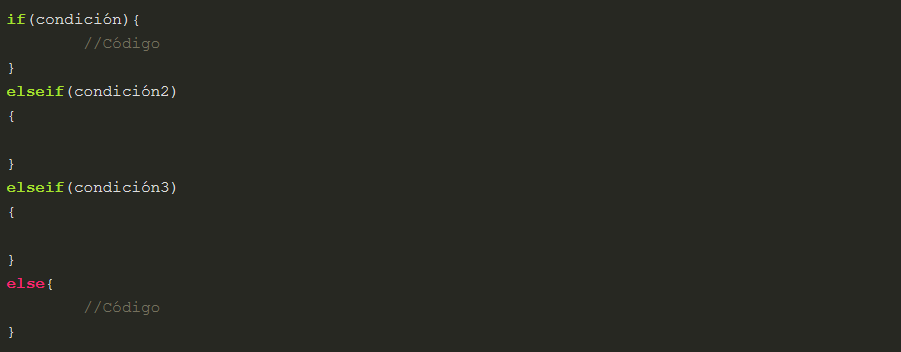 if(condición){
//Código
}
elseif(condición2)
{
}
elseif(condición3)
{
}
else{
//Código
}